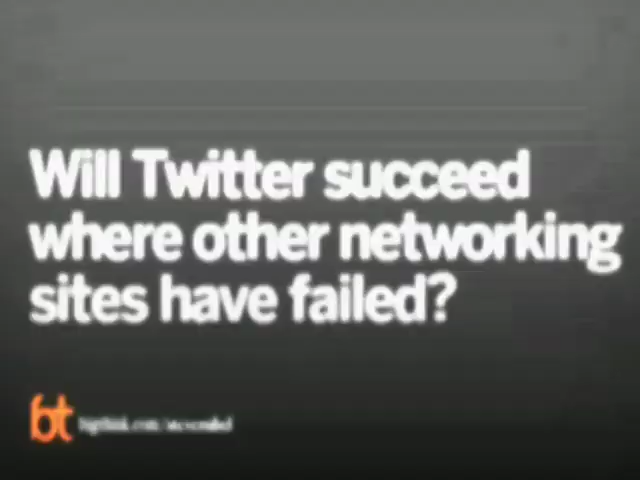 Will Twitter succeed
where other networking
sites have failed?
bt